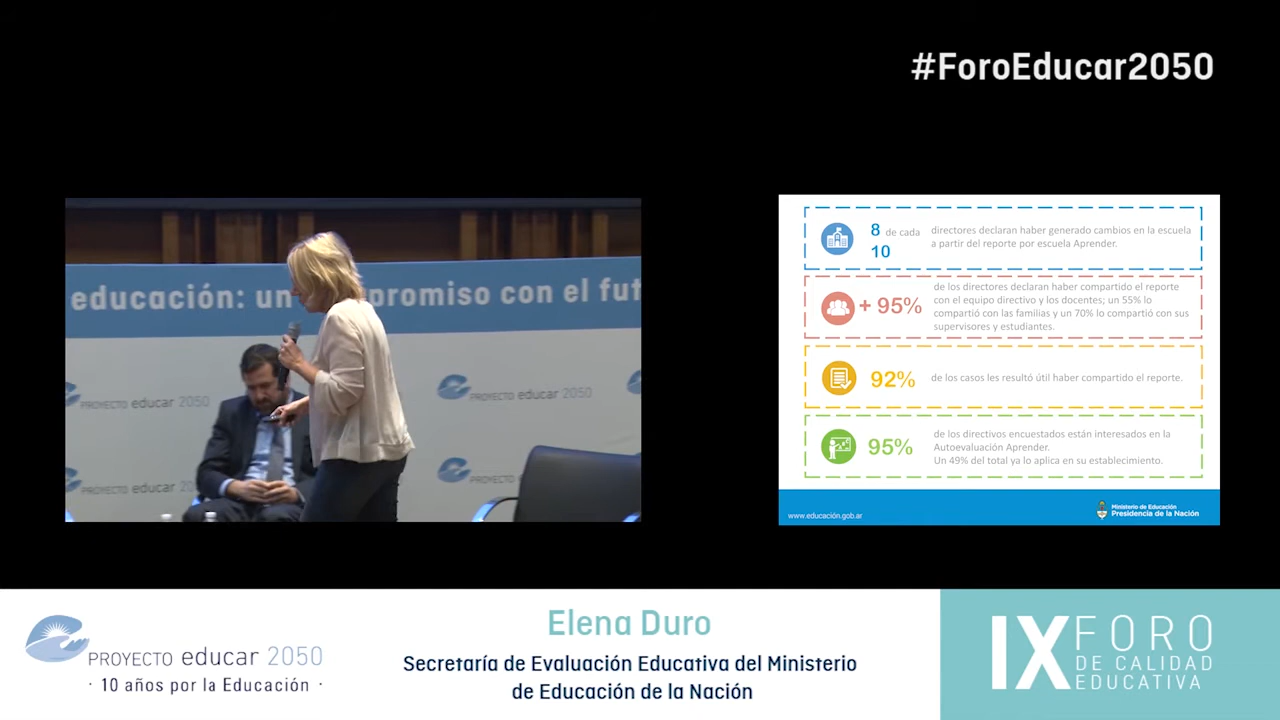 #ForoEducar2050
educación: un
promiso con el fut
PROYECTO educar 2050
PROYECTO educar 2050
PROYECTO educar 20
PROYECTO educar 2050
8 de cada
10
directores declaran haber generado cambios en la escuela
a partir del reporte por escuela Aprender.
+ 95%
de los directores declaran haber compartido el reporte
con el equipo directivo y los docentes; un 55% lo
compartió con las familias y un 70% lo compartió con sus
supervisores y estudiantes.
92%
de los casos les resultó útil haber compartido el reporte.
95%
de los directivos encuestados están interesados en la
Autoevaluación Aprender.
Un 49% del total ya lo aplica en su establecimiento.
www.educación.gob.ar
Ministerio de Educación
Presidencia de la Nación
PROYECTO educar 2050
· 10 años por la Educación ·
Elena Duro
Secretaría de Evaluación Educativa del Ministerio
de Educación de la Nación
IX FORO
DE CALIDAD
EDUCATIVA